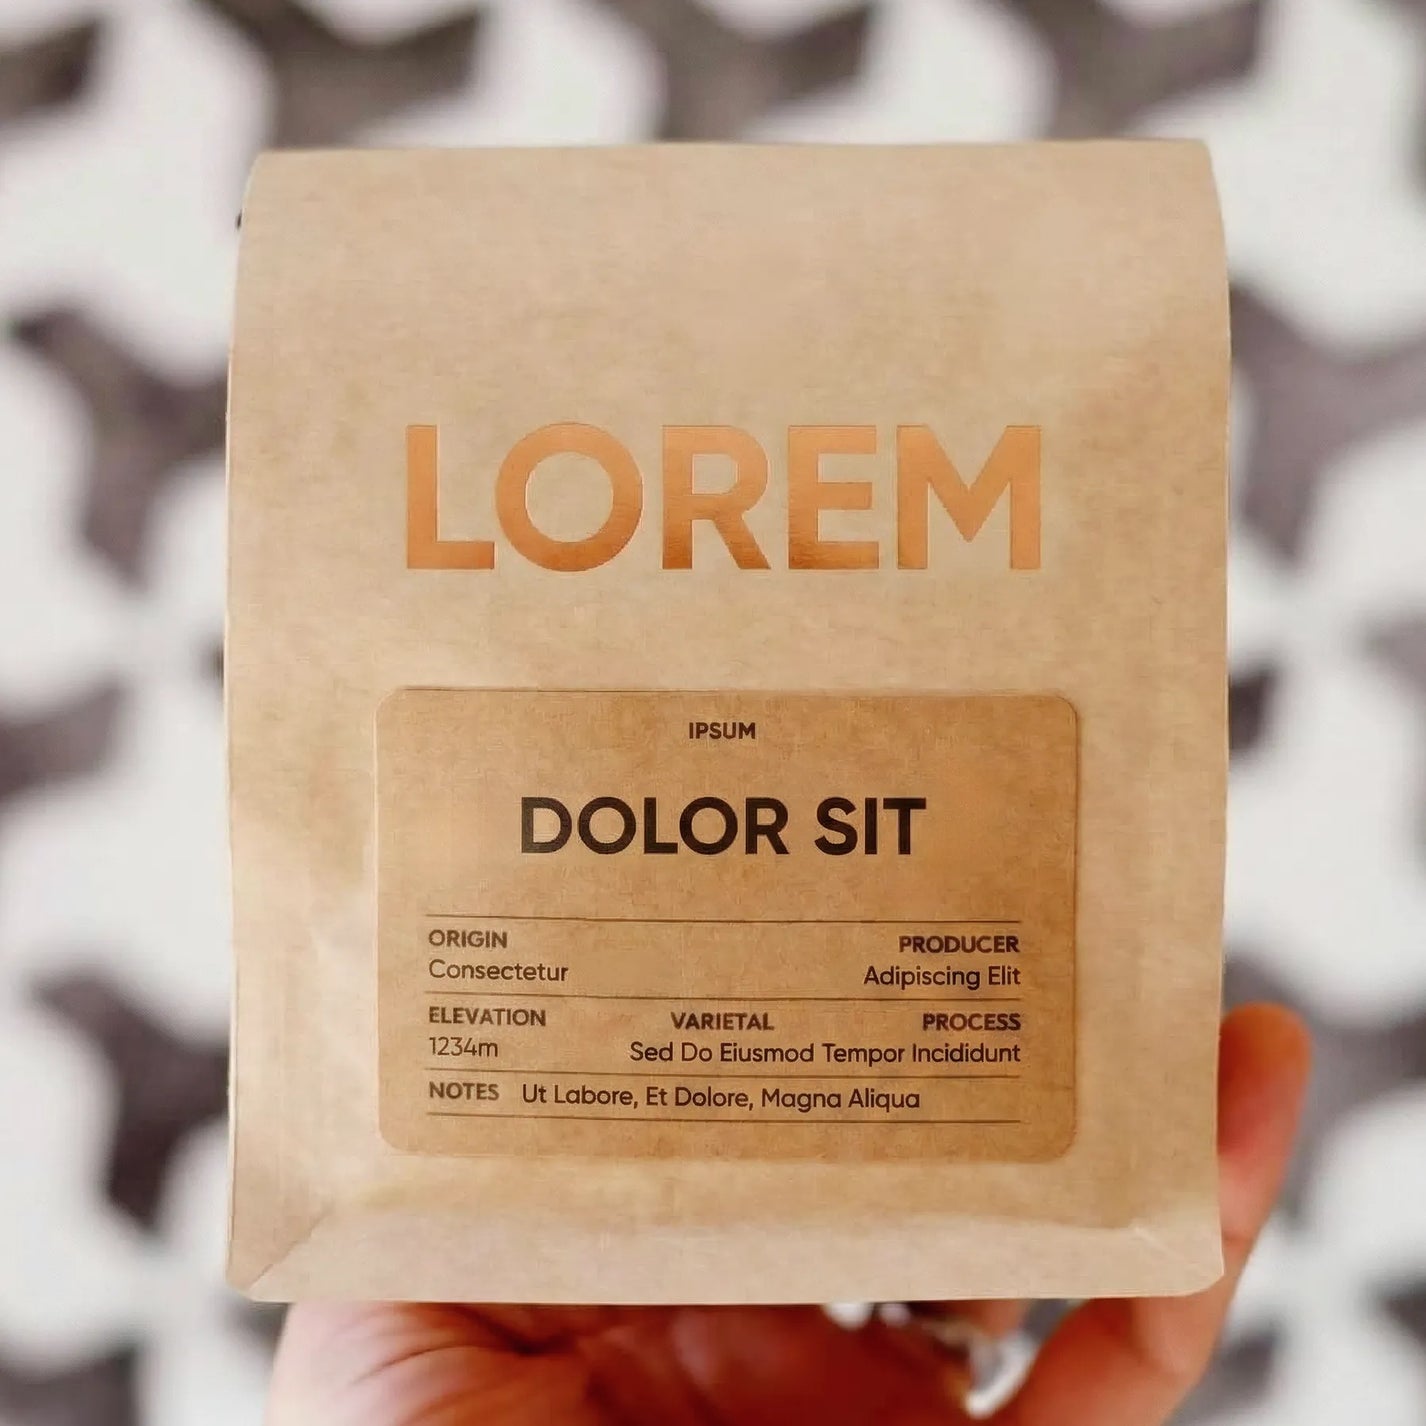 LOREM
IPSUM
DOLOR SIT
ORIGIN PRODUCER
Consectetur Adipiscing Elit
ELEVATION VARIETAL PROCESS
1234m Sed Do Eiusmod Tempor Incididunt
NOTES Ut Labore, Et Dolore, Magna Aliqua